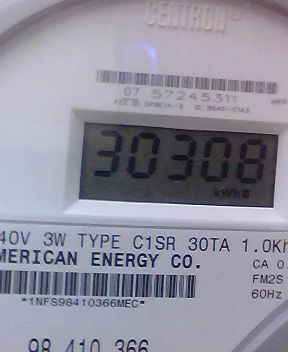 CENTRON®
07 57245311
30308
kWh
40V 3W TYPE C1SR 30TA 1.0Kh
MERICAN ENERGY CO.
CA 0.
FM2S
60Hz
*1NFS98410366MEC*
98 410 366